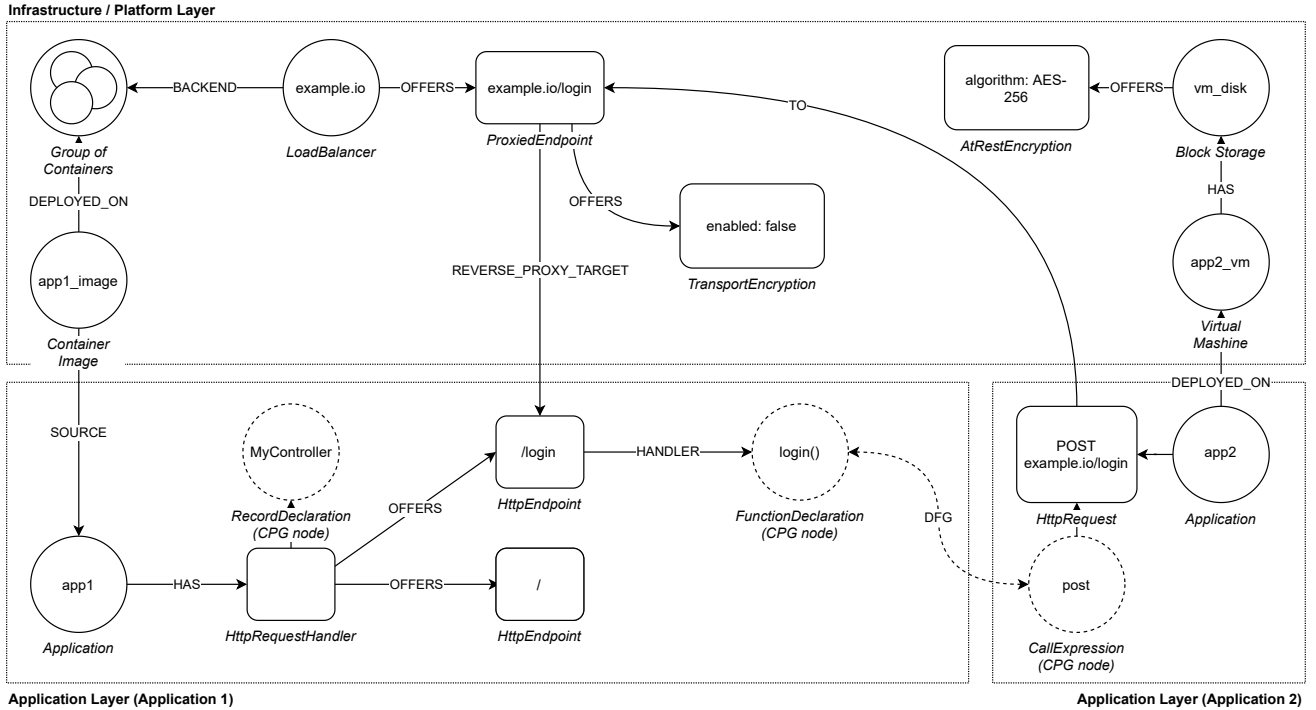 Infrastructure / Platform Layer
BACKEND
example.io
OFFERS
example.io/login
TO
algorithm: AES-
256
OFFERS
vm_disk
Group of
Containers
LoadBalancer
ProxiedEndpoint
AtRestEncryption
Block Storage
DEPLOYED_ON
OFFERS
HAS
enabled: false
app1_image
REVERSE_PROXY_TARGET
TransportEncryption
app2_vm
Container
Image
Virtual
Mashine
DEPLOYED_ON
SOURCE
MyController
/login
HANDLER
login()
POST
example.io/login
app2
RecordDeclaration
(CPG node)
OFFERS
HttpEndpoint
FunctionDeclaration
(CPG node)
DFG
HttpRequest
Application
app1
HAS
OFFERS
/
post
Application
HttpRequestHandler
HttpEndpoint
CallExpression
(CPG node)
Application Layer (Application 1)
Application Layer (Application 2)